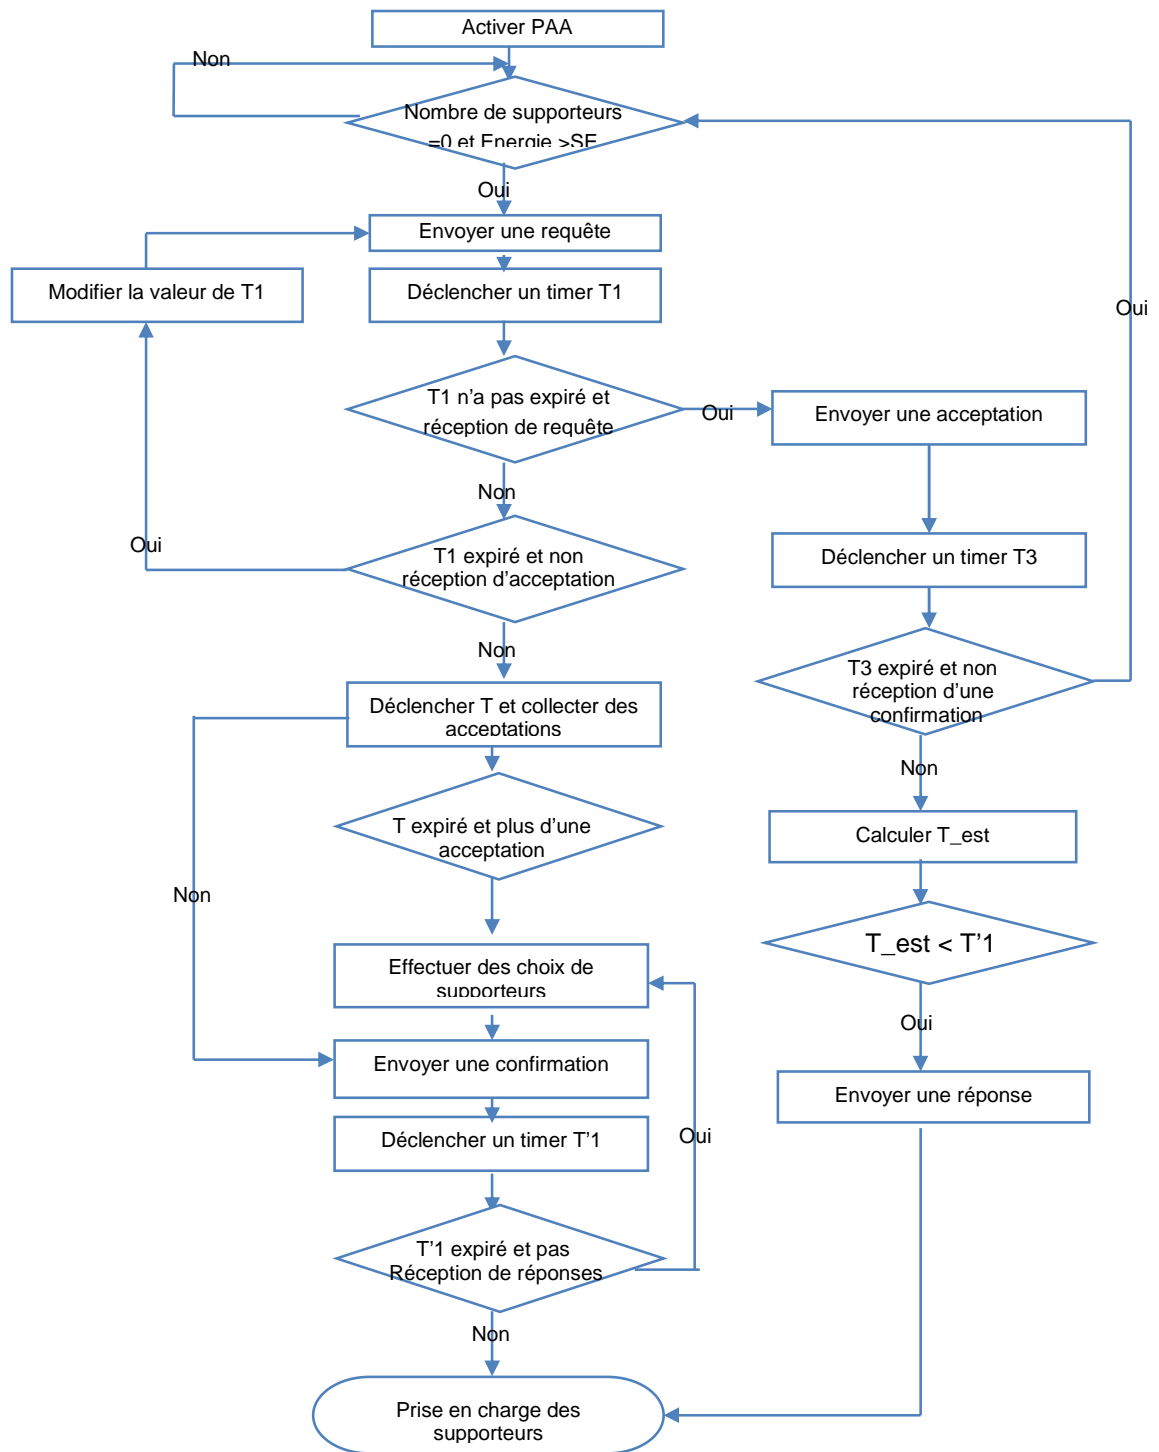 Activer PAA
Non
Nombre de supporteurs
=0 et Energie >SE
Oui
Envoyer une requête
Modifier la valeur de T1
Déclencher un timer T1
Oui
T1 n'a pas expiré et
réception de requête
Oui
Envoyer une acceptation
Non
Oui
T1 expiré et non
réception d’acceptation
Déclencher un timer T3
Non
T3 expiré et non
réception d’une
confirmation
Déclencher T et collecter des
acceptations
Non
T expiré et plus d’une
acceptation
Calculer T_est
Non
T_est < T’1
Effectuer des choix de
supporteurs
Oui
Envoyer une confirmation
Envoyer une réponse
Déclencher un timer T’1
Oui
T’1 expiré et pas
Réception de réponses
Non
Prise en charge des
supporteurs